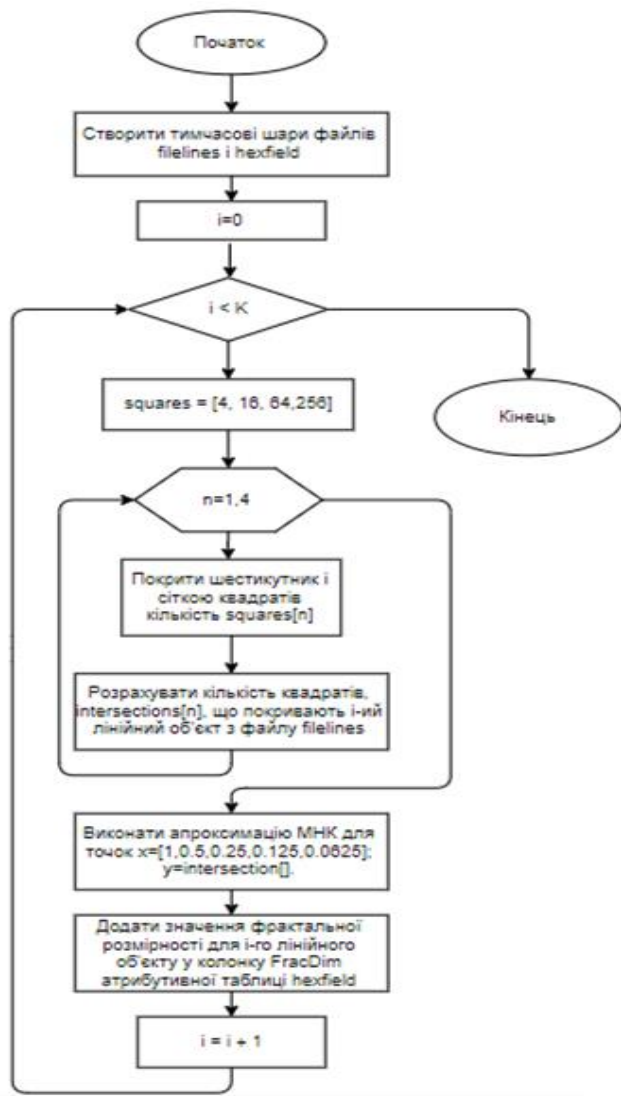 Початок
Створити тимчасові шари файлів
filelines і hexfield
i=0
i < K
squares = [4, 16, 64,256]
Кінець
n=1,4
Покрити шестикутник і
сіткою квадратів
кількість squares[n]
Розрахувати кількість квадратів,
intersections[n], що покривають і-ий
лінійний об'єкт з файлу filelines
Виконати апроксимацію МНК для
точок x=[1,0.5,0.25,0.125,0.0625];
y=intersection[].
Додати значення фрактальної
розмірності для і-го лінійного
об'єкту у колонку FracDim
атрибутивної таблиці hexfield
i = i + 1